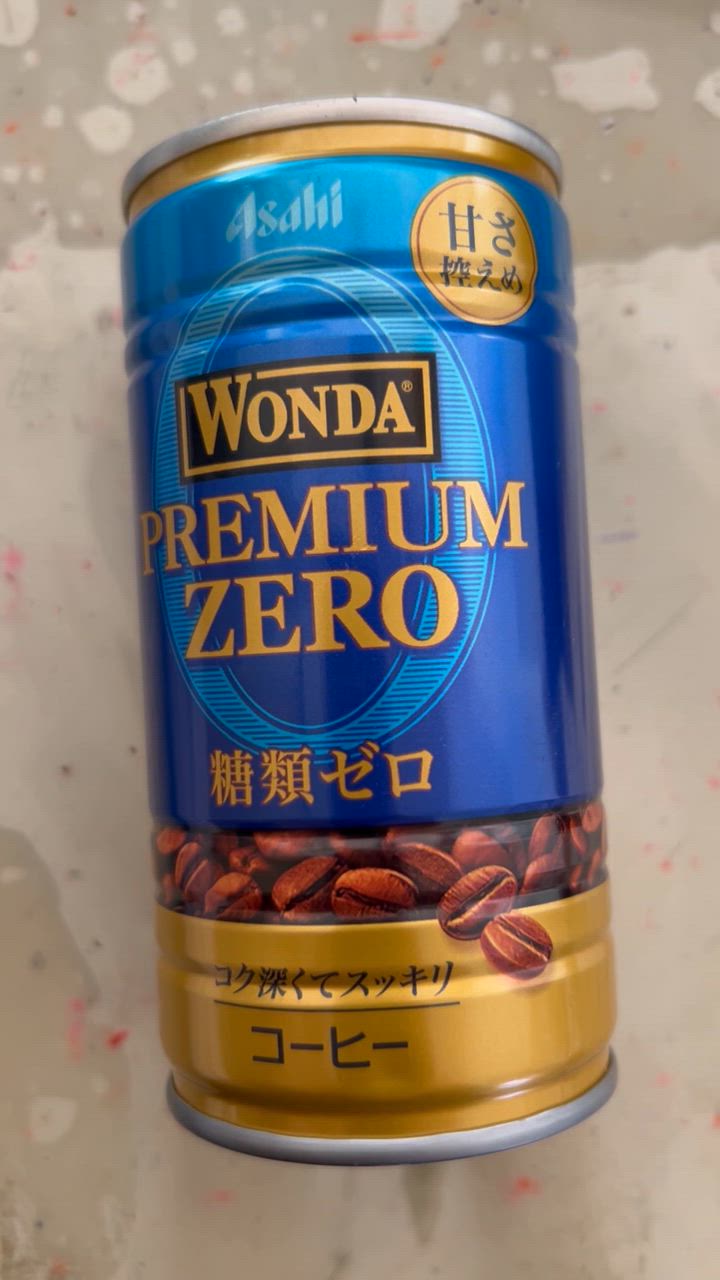 Asahi
甘さ
控えめ
WONDA®
PREMIUM
ZERO
糖類ゼロ
コク深くてスッキリ
コーヒー